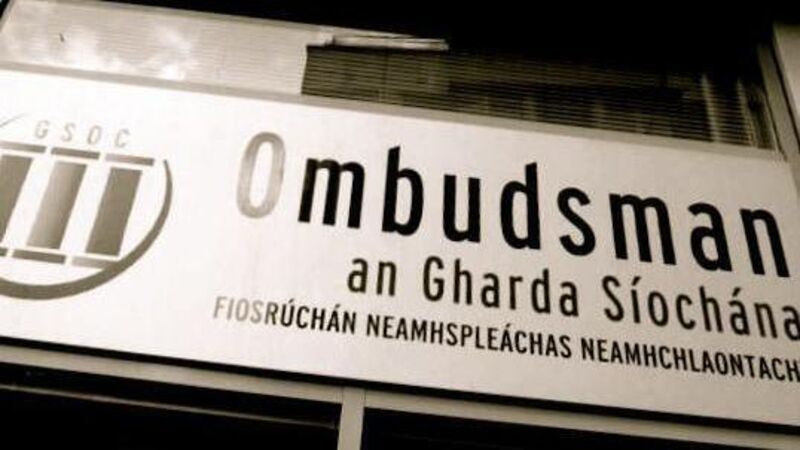 GSOC
Ombudsman
an Gharda Síochána
FIOSRÚCHÁN NEAMHSPLEÁCHAS NEAMHCHLAONTACH